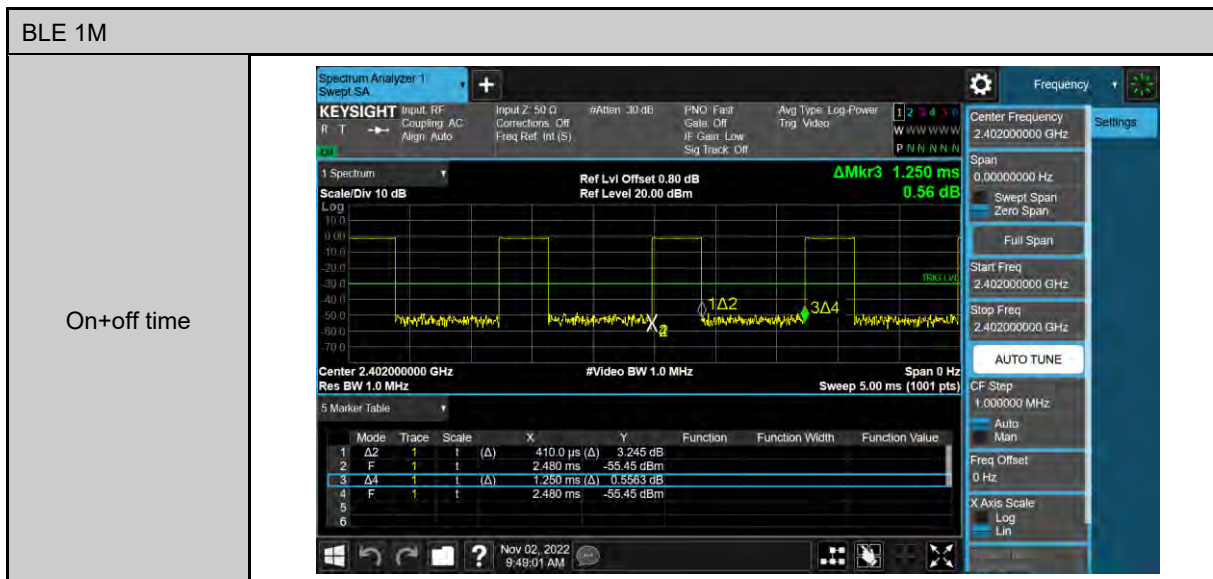 BLE 1M
On+off time
Spectrum Analyzer 1
Swept SA
Frequency
KEYSIGHT
R T
Input: RF
Coupling: AC
Align: Auto
Input Z: 50 Ω
Corrections: Off
Freq Ref: Int (S)
#Atten: 30 dB
PNO: Fast
Gate: Off
IF Gain: Low
Sig Track: Off
Avg Type: Log-Power
Trig: Video
1 2 3 4 5 6
W W W W W W
P N N N N N
Center Frequency
2.402000000 GHz
Settings
1 Spectrum
Scale/Div 10 dB
Ref Lvl Offset 0.80 dB
Ref Level 20.00 dBm
ΔMkr3 1.250 ms
0.56 dB
Span
0.00000000 Hz
Swept Span
Zero Span
Full Span
Log
10.0
0.00
-10.0
-20.0
-30.0
-40.0
-50.0
-60.0
-70.0
TRIG LVL
1Δ2
3Δ4
Start Freq
2.402000000 GHz
Stop Freq
2.402000000 GHz
AUTO TUNE
Center 2.402000000 GHz
Res BW 1.0 MHz
#Video BW 1.0 MHz
Span 0 Hz
Sweep 5.00 ms (1001 pts)
CF Step
1.000000 MHz
Auto
Man
5 Marker Table
Mode Trace Scale X Y Function Function Width Function Value
1 Δ2 1 t (Δ) 410.0 µs (Δ) 3.245 dB
2 F 1 t 2.480 ms -55.45 dBm
3 Δ4 1 t (Δ) 1.250 ms (Δ) 0.5563 dB
4 F 1 t 2.480 ms -55.45 dBm
5
6
Freq Offset
0 Hz
X Axis Scale
Log
Lin
Nov 02, 2022
9:49:01 AM